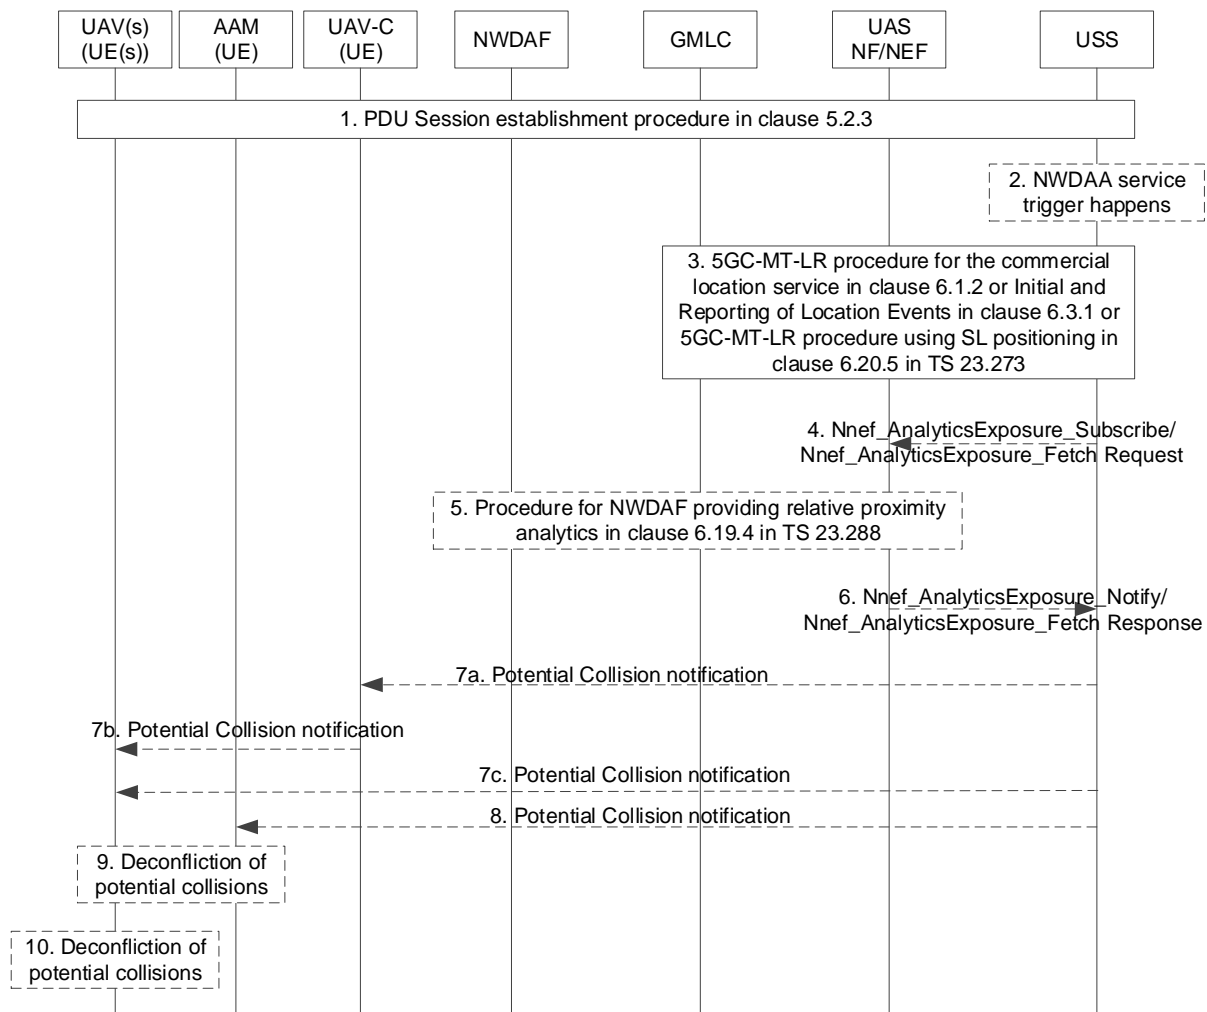 UAV(s)
(UE(s))
AAM
(UE)
UAV-C
(UE)
NWDAF
GMLC
UAS
NF/NEF
USS
1. PDU Session establishment procedure in clause 5.2.3
2. NWDAA service
trigger happens
3. 5GC-MT-LR procedure for the commercial
location service in clause 6.1.2 or Initial and
Reporting of Location Events in clause 6.3.1 or
5GC-MT-LR procedure using SL positioning in
clause 6.20.5 in TS 23.273
4. Nnef_AnalyticsExposure_Subscribe/
Nnef_AnalyticsExposure_Fetch Request
5. Procedure for NWDAF providing relative proximity
analytics in clause 6.19.4 in TS 23.288
6. Nnef_AnalyticsExposure_Notify/
Nnef_AnalyticsExposure_Fetch Response
7a. Potential Collision notification
7b. Potential Collision notification
7c. Potential Collision notification
8. Potential Collision notification
9. Deconfliction of
potential collisions
10. Deconfliction of
potential collisions